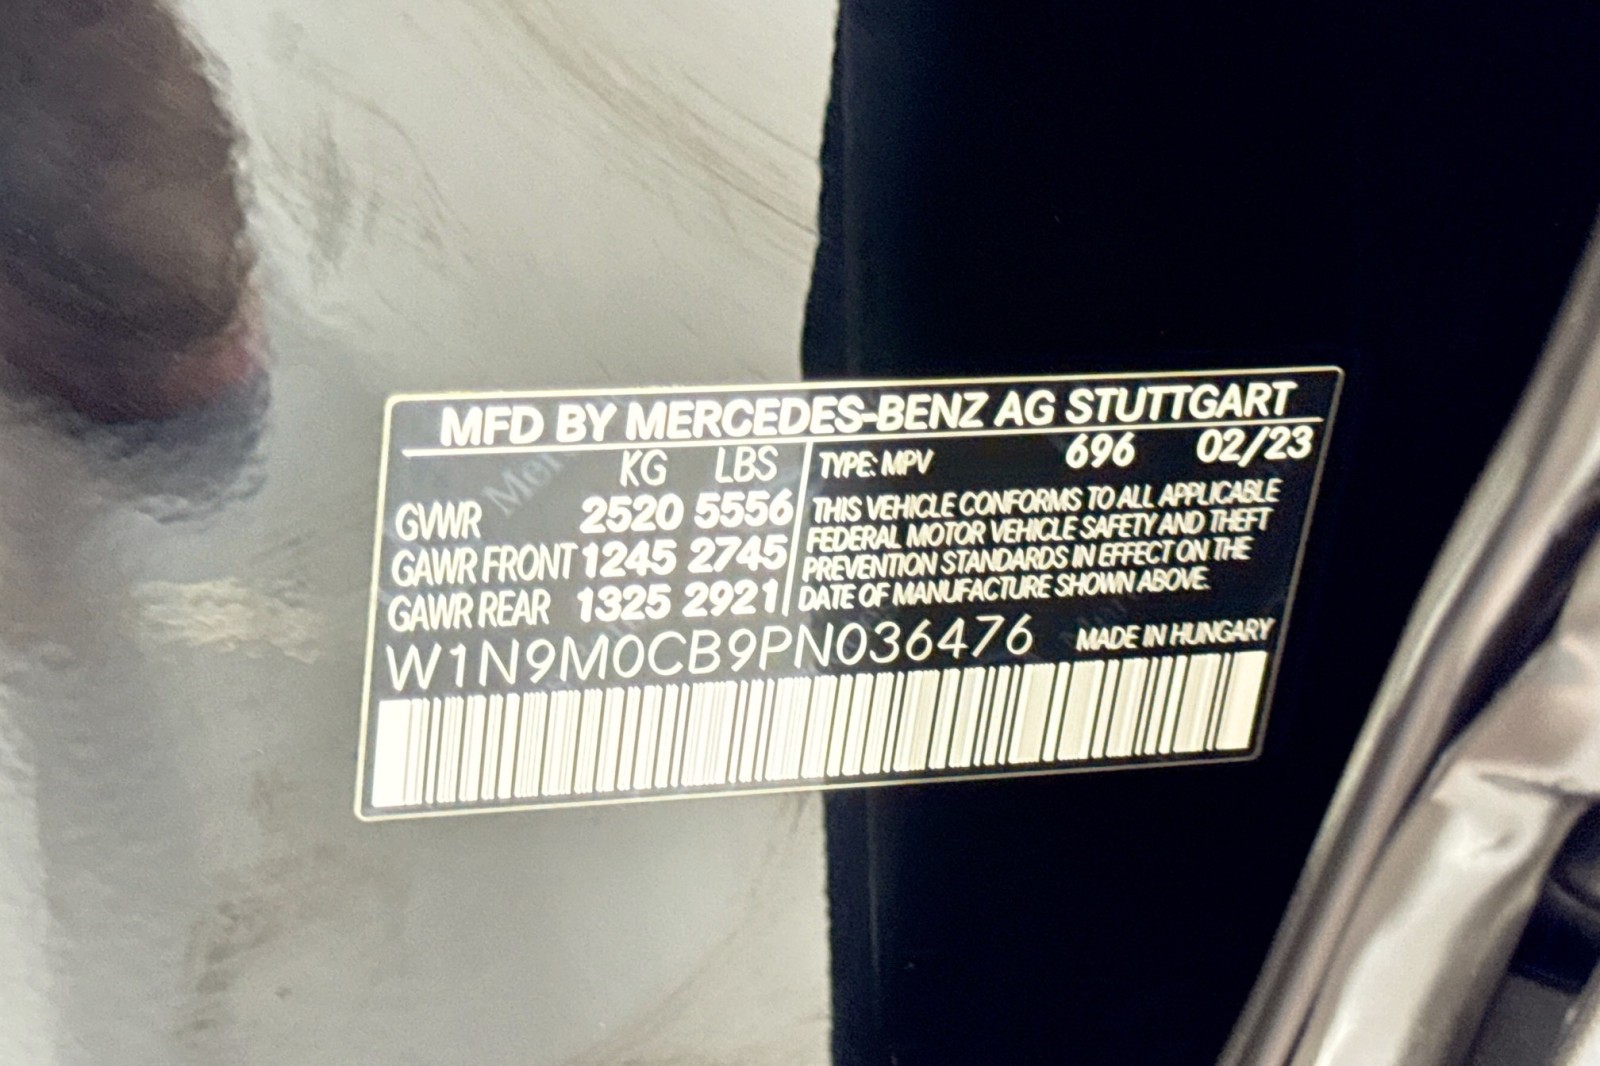 MFD BY MERCEDES-BENZ AG STUTTGART
KG LBS
GVWR 2520 5556
GAWR FRONT 1245 2745
GAWR REAR 1325 2921
TYPE: MPV 696 02/23
THIS VEHICLE CONFORMS TO ALL APPLICABLE
FEDERAL MOTOR VEHICLE SAFETY AND THEFT
PREVENTION STANDARDS IN EFFECT ON THE
DATE OF MANUFACTURE SHOWN ABOVE.
W1N9M0CB9PN036476 MADE IN HUNGARY